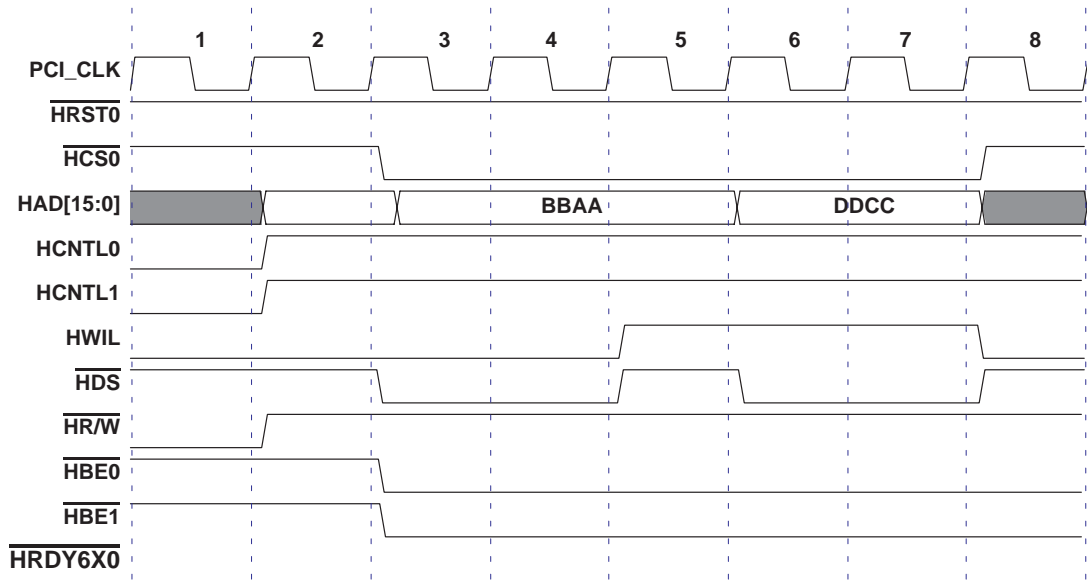 1 2 3 4 5 6 7 8
PCI_CLK
HRST0
HCS0
HAD[15:0] BBAA DDCC
HCNTL0
HCNTL1
HWIL
HDS
HR/W
HBE0
HBE1
HRDY6X0